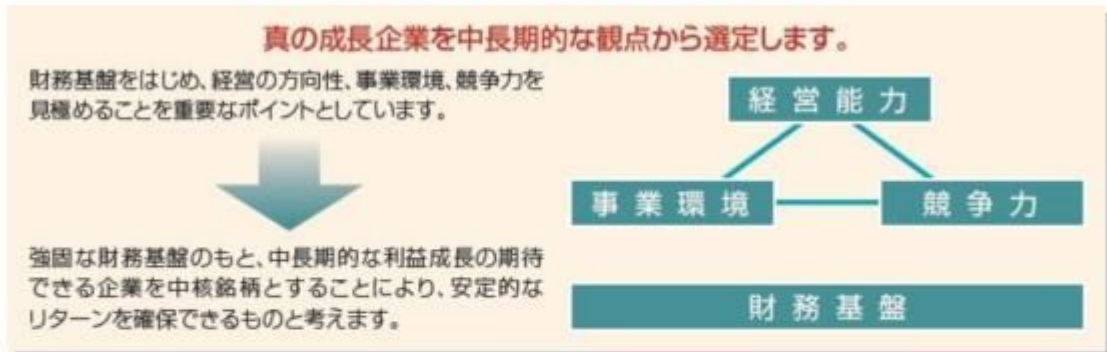 真の成長企業を中長期的な観点から選定します。
財務基盤をはじめ、経営の方向性、事業環境、競争力を
見極めることを重要なポイントとしています。
強固な財務基盤のもと、中長期的な利益成長の期待
できる企業を中核銘柄とすることにより、安定的な
リターンを確保できるものと考えます。
経営能力
事業環境
競争力
財務基盤